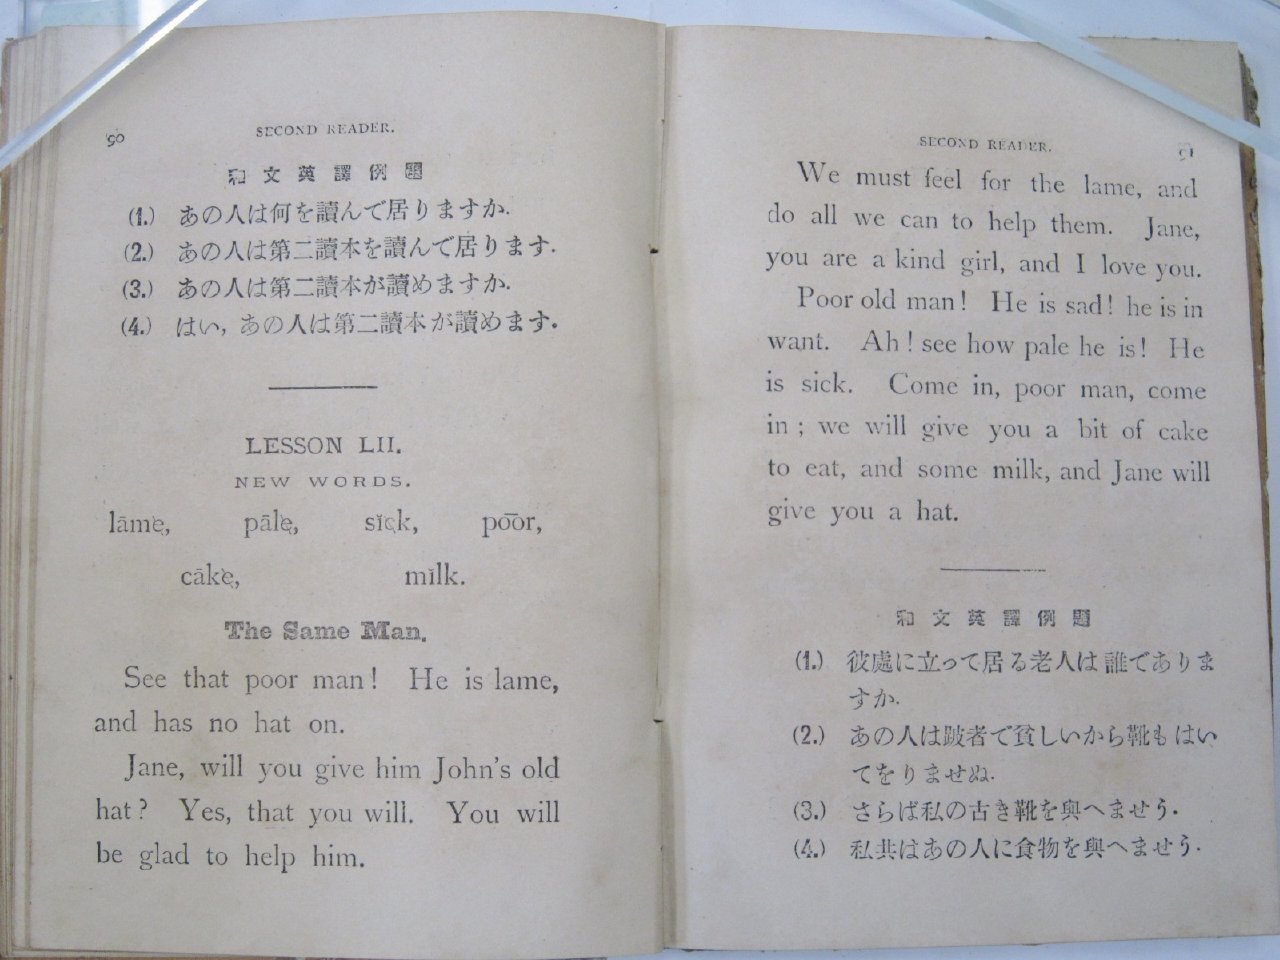 90
SECOND READER.
和文英譯例題
(1.) あの人は何を讀んで居りますか.
(2.) あの人は第二讀本を讀んで居ります.
(3.) あの人は第二讀本が讀めますか.
(4.) はい, あの人は第二讀本が讀めます.
LESSON LII.
NEW WORDS.
lāme, pāle, sĭck, po͞or,
cāke, mĭlk.
The Same Man.
See that poor man! He is lame,
and has no hat on.
Jane, will you give him John's old
hat? Yes, that you will. You will
be glad to help him.
SECOND READER. 91
We must feel for the lame, and
do all we can to help them. Jane,
you are a kind girl, and I love you.
Poor old man! He is sad! he is in
want. Ah! see how pale he is! He
is sick. Come in, poor man, come
in; we will give you a bit of cake
to eat, and some milk, and Jane will
give you a hat.
和文英譯例題
(1.) 彼處に立って居る老人は誰でありま
すか.
(2.) あの人は跛者で貧しいから靴もはい
てをりませぬ.
(3.) さらば私の古き靴を與へませう.
(4.) 私共はあの人に食物を與へませう.